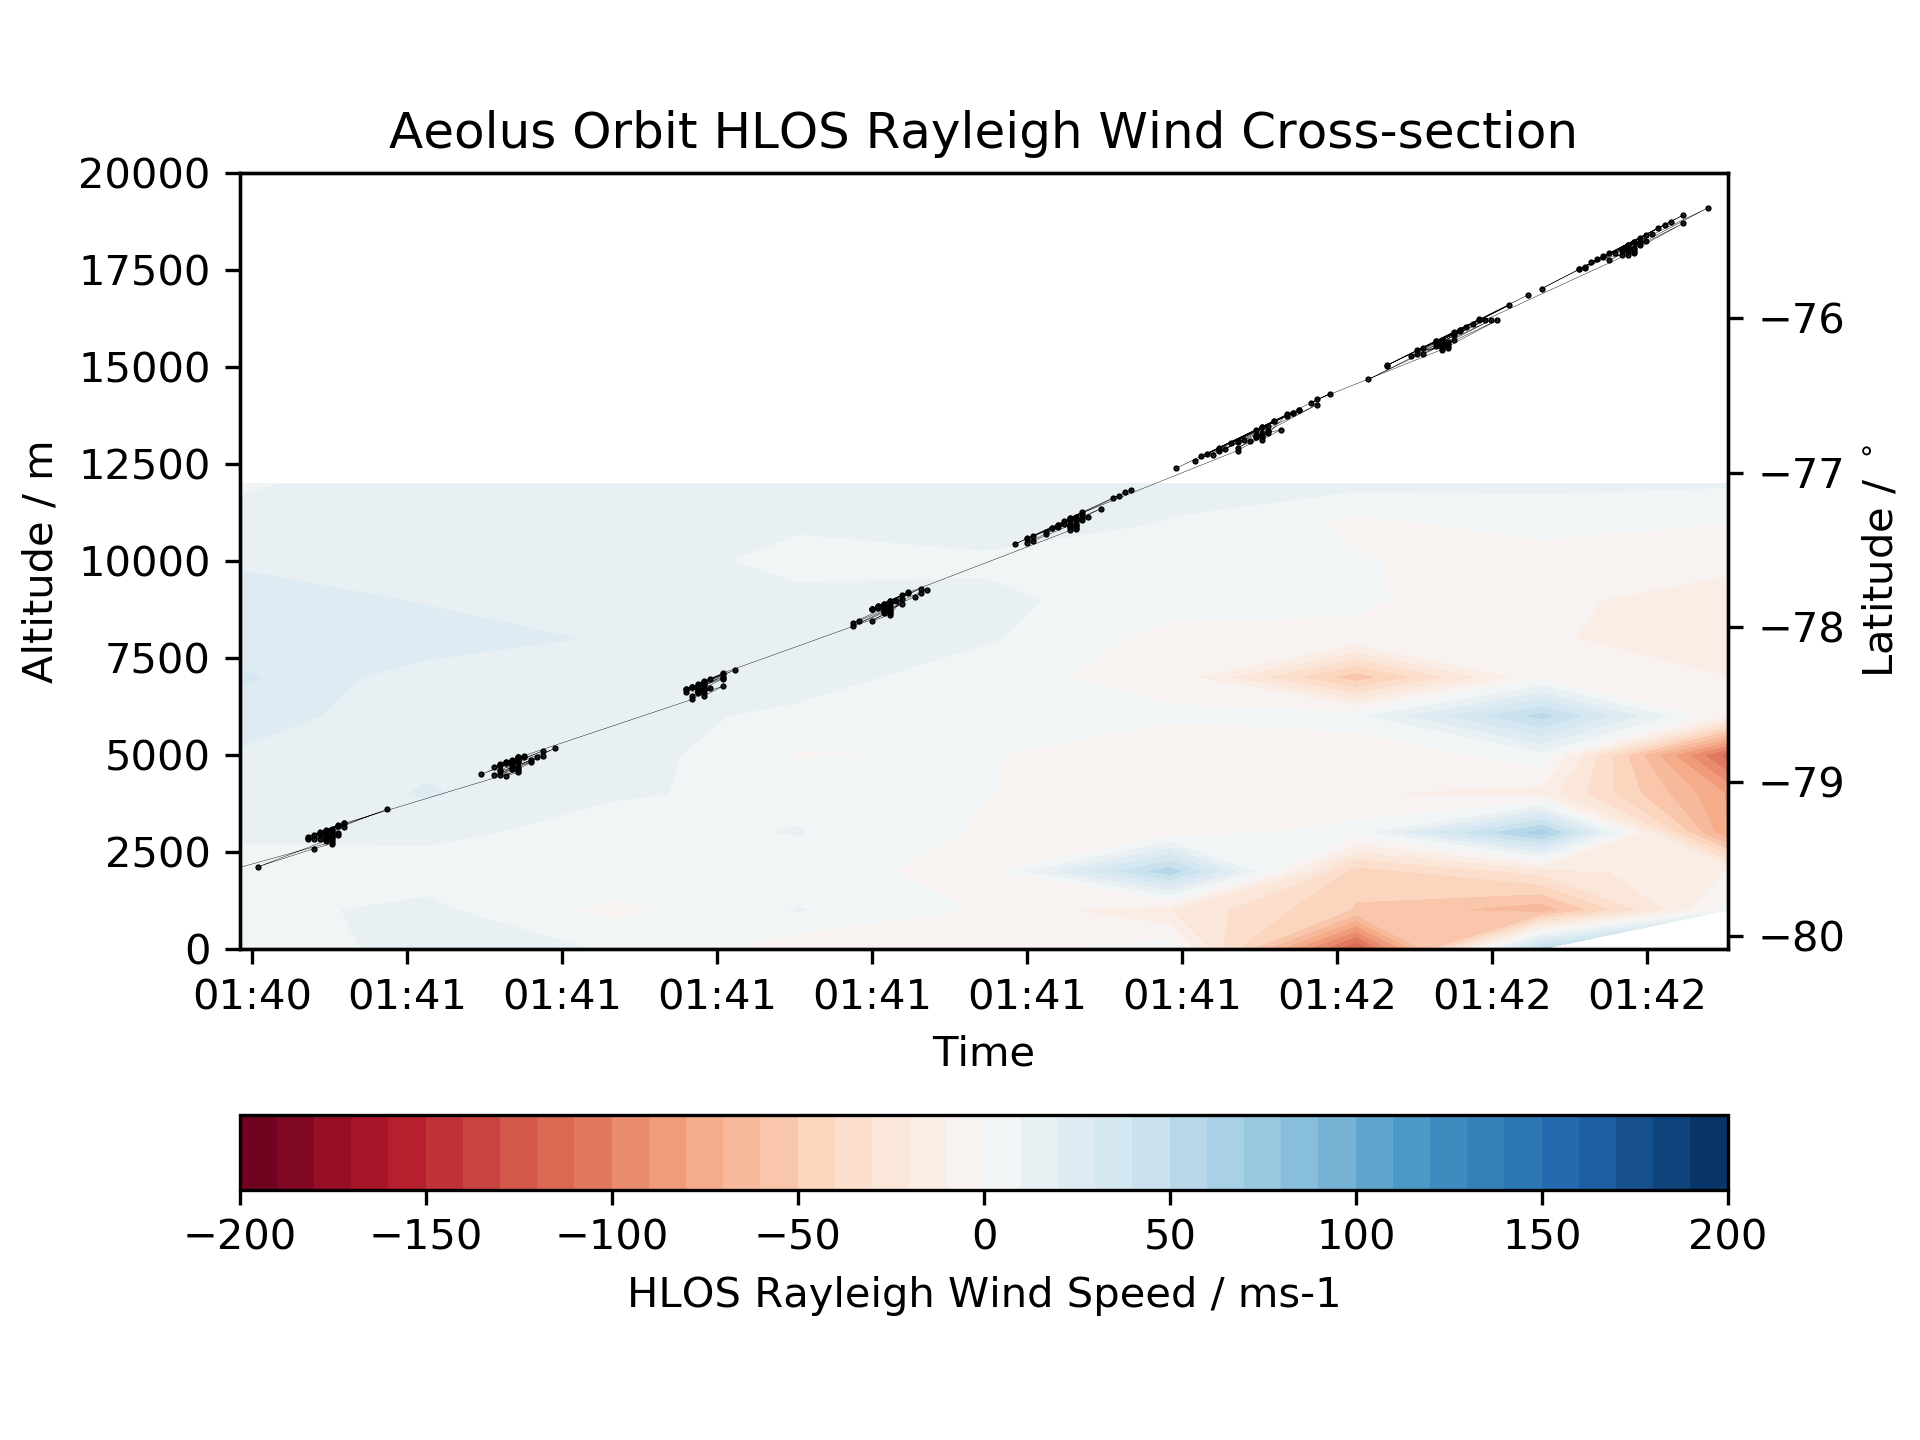 Aeolus Orbit HLOS Rayleigh Wind Cross-section
20000
17500
15000
12500
10000
7500
5000
2500
0
Altitude / m
−76
−77
−78
−79
−80
Latitude / °
01:40 01:41 01:41 01:41 01:41 01:41 01:41 01:42 01:42 01:42
Time
−200 −150 −100 −50 0 50 100 150 200
HLOS Rayleigh Wind Speed / ms-1